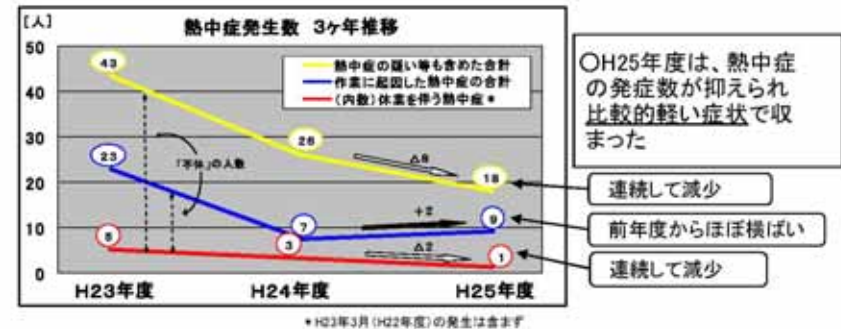 [人]
熱中症発生数 3ヶ年推移
50
40
30
20
10
0
43
26
18
23
7
9
5
3
1
熱中症の疑い等も含めた合計
作業に起因した熱中症の合計
(内数)休業を伴う熱中症*
「不休」の人数
△8
+2
△2
H23年度
H24年度
H25年度
*H23年3月(H22年度)の発生は含まず
○H25年度は、熱中症
の発症数が抑えられ
比較的軽い症状で収
まった
連続して減少
前年度からほぼ横ばい
連続して減少